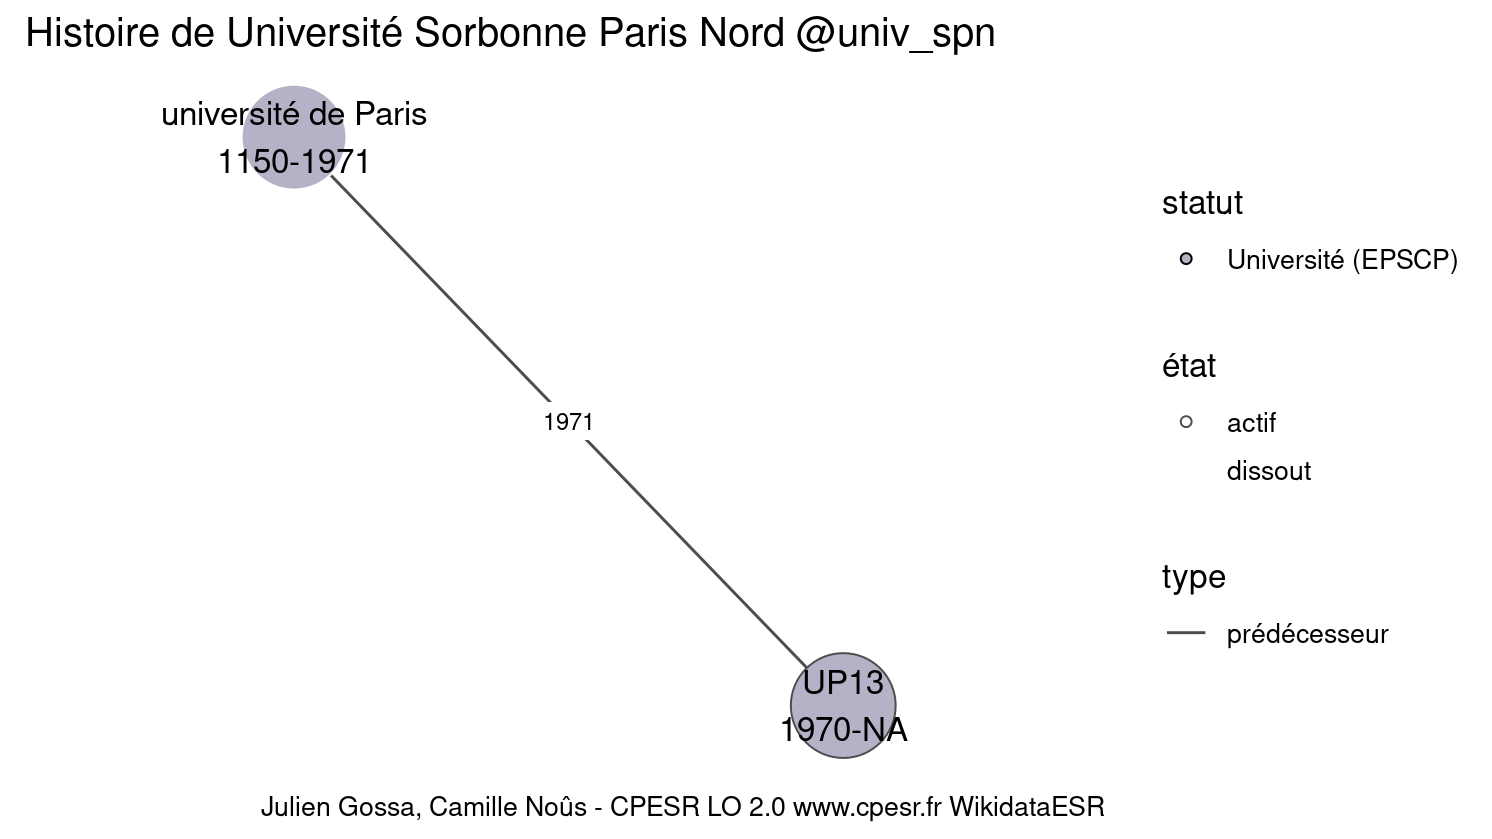 Histoire de Université Sorbonne Paris Nord @univ_spn
université de Paris
1150-1971
1971
UP13
1970-NA
statut
Université (EPSCP)
état
actif
dissout
type
prédécesseur
Julien Gossa, Camille Noûs - CPESR LO 2.0 www.cpesr.fr WikidataESR